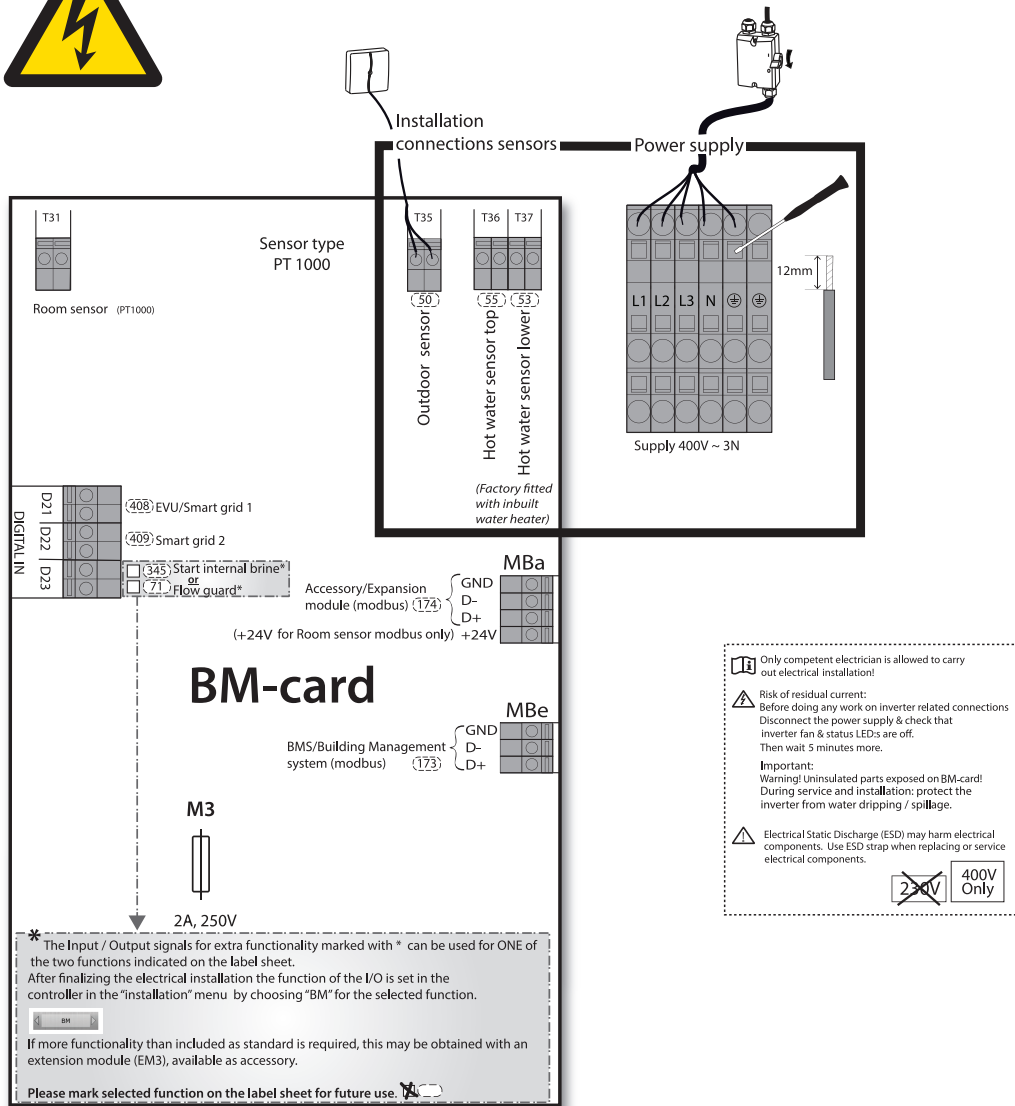 Installation
connections sensors
Power supply
T31
Sensor type
PT 1000
T35
T36
T37
Room sensor (PT1000)
50
55
53
Outdoor sensor
Hot water sensor top
Hot water sensor lower
(Factory fitted
with inbuilt
water heater)
12mm
L1 L2 L3 N
Supply 400V ~ 3N
DIGITAL IN
D21
D22
D23
408 EVU/Smart grid 1
409 Smart grid 2
345 Start internal brine*
or
71 Flow guard*
MBa
Accessory/Expansion
module (modbus) 174
GND
D-
D+
(+24V for Room sensor modbus only) +24V
BM-card
MBe
BMS/Building Management
system (modbus) 173
GND
D-
D+
M3
2A, 250V
* The Input / Output signals for extra functionality marked with * can be used for ONE of
the two functions indicated on the label sheet.
After finalizing the electrical installation the function of the I/O is set in the
controller in the “installation” menu by choosing “BM” for the selected function.
BM
If more functionality than included as standard is required, this may be obtained with an
extension module (EM3), available as accessory.
Please mark selected function on the label sheet for future use.
Only competent electrician is allowed to carry
out electrical installation!
Risk of residual current:
Before doing any work on inverter related connections
Disconnect the power supply & check that
inverter fan & status LED:s are off.
Then wait 5 minutes more.
Important:
Warning! Uninsulated parts exposed on BM-card!
During service and installation: protect the
inverter from water dripping / spillage.
Electrical Static Discharge (ESD) may harm electrical
components. Use ESD strap when replacing or service
electrical components.
230V
400V
Only